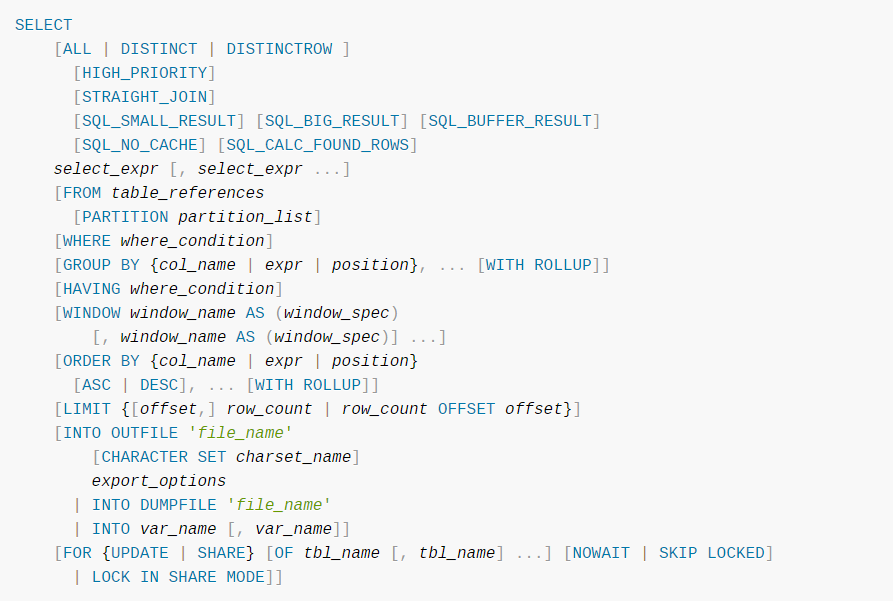 SELECT
    [ALL | DISTINCT | DISTINCTROW ]
      [HIGH_PRIORITY]
      [STRAIGHT_JOIN]
      [SQL_SMALL_RESULT] [SQL_BIG_RESULT] [SQL_BUFFER_RESULT]
      [SQL_NO_CACHE] [SQL_CALC_FOUND_ROWS]
    select_expr [, select_expr ...]
    [FROM table_references
      [PARTITION partition_list]
    [WHERE where_condition]
    [GROUP BY {col_name | expr | position}, ... [WITH ROLLUP]]
    [HAVING where_condition]
    [WINDOW window_name AS (window_spec)
        [, window_name AS (window_spec)] ...]
    [ORDER BY {col_name | expr | position}
      [ASC | DESC], ... [WITH ROLLUP]]
    [LIMIT {[offset,] row_count | row_count OFFSET offset}]
    [INTO OUTFILE 'file_name'
        [CHARACTER SET charset_name]
        export_options
      | INTO DUMPFILE 'file_name'
      | INTO var_name [, var_name]]
    [FOR {UPDATE | SHARE} [OF tbl_name [, tbl_name] ...] [NOWAIT | SKIP LOCKED]
      | LOCK IN SHARE MODE]]